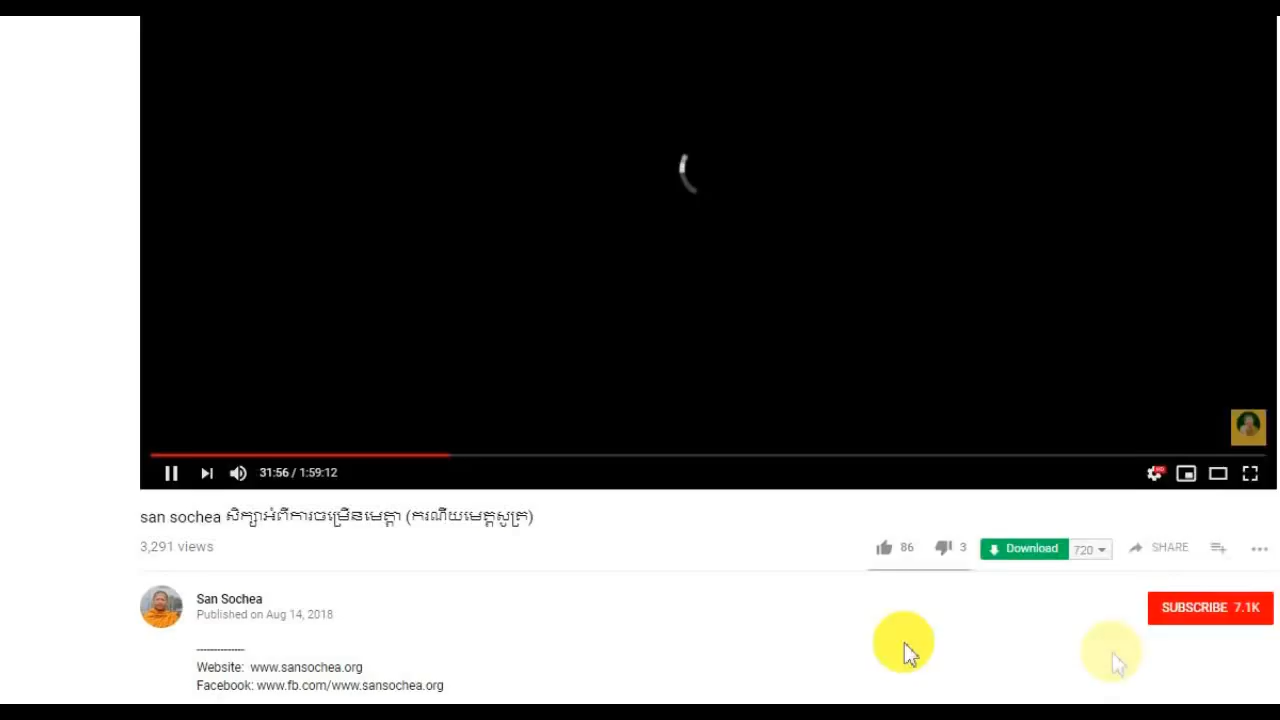 31:56 / 1:59:12
san sochea សិក្សាអំពីការចម្រើនមេត្តា (ករណីយមេត្តសូត្រ)
3,291 views
86 3 Download 720 SHARE
San Sochea
Published on Aug 14, 2018
SUBSCRIBE 7.1K
--------------
Website: www.sansochea.org
Facebook: www.fb.com/www.sansochea.org